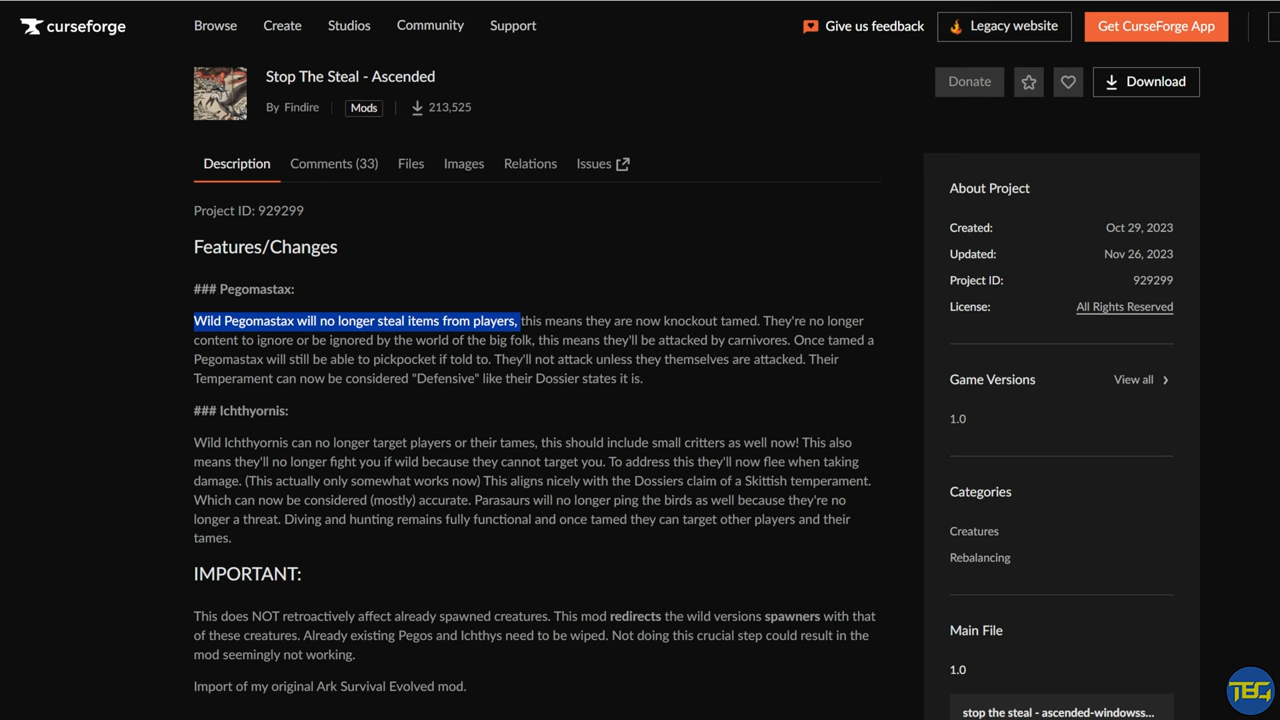 curseforge
Browse
Create
Studios
Community
Support
Give us feedback
Legacy website
Get CurseForge App
Stop The Steal - Ascended
By Findire
Mods
213,525
Donate
Download
Description
Comments (33)
Files
Images
Relations
Issues
Project ID: 929299
Features/Changes
### Pegomastax:
Wild Pegomastax will no longer steal items from players, this means they are now knockout tamed. They're no longer
content to ignore or be ignored by the world of the big folk, this means they'll be attacked by carnivores. Once tamed a
Pegomastax will still be able to pickpocket if told to. They'll not attack unless they themselves are attacked. Their
Temperament can now be considered "Defensive" like their Dossier states it is.
### Ichthyornis:
Wild Ichthyornis can no longer target players or their tames, this should include small critters as well now! This also
means they'll no longer fight you if wild because they cannot target you. To address this they'll now flee when taking
damage. (This actually only somewhat works now) This aligns nicely with the Dossiers claim of a Skittish temperament.
Which can now be considered (mostly) accurate. Parasaurs will no longer ping the birds as well because they're no
longer a threat. Diving and hunting remains fully functional and once tamed they can target other players and their
tames.
IMPORTANT:
This does NOT retroactively affect already spawned creatures. This mod redirects the wild versions spawners with that
of these creatures. Already existing Pegos and Ichthys need to be wiped. Not doing this crucial step could result in the
mod seemingly not working.
Import of my original Ark Survival Evolved mod.
About Project
Created: Oct 29, 2023
Updated: Nov 26, 2023
Project ID: 929299
License: All Rights Reserved
Game Versions
View all
1.0
Categories
Creatures
Rebalancing
Main File
1.0
stop the steal - ascended-windowss...
TBG